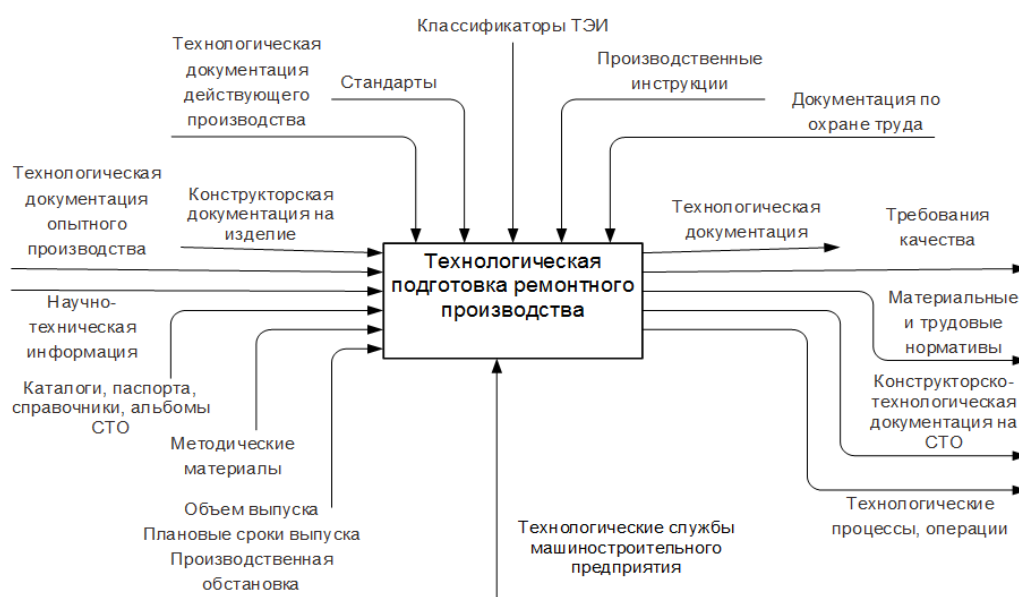 Классификаторы ТЭИ
Технологическая
документация
действующего
производства
Стандарты
Производственные
инструкции
Документация по
охране труда
Технологическая
документация
опытного
производства
Конструкторская
документация на
изделие
Технологическая
документация
Требования
качества
Технологическая
подготовка ремонтного
производства
Научно-
техническая
информация
Материальные
и трудовые
нормативы
Каталоги, паспорта,
справочники, альбомы
СТО
Конструкторско-
технологическая
документация на
СТО
Методические
материалы
Объем выпуска
Плановые сроки выпуска
Производственная
обстановка
Технологические службы
машиностроительного
предприятия
Технологические
процессы, операции